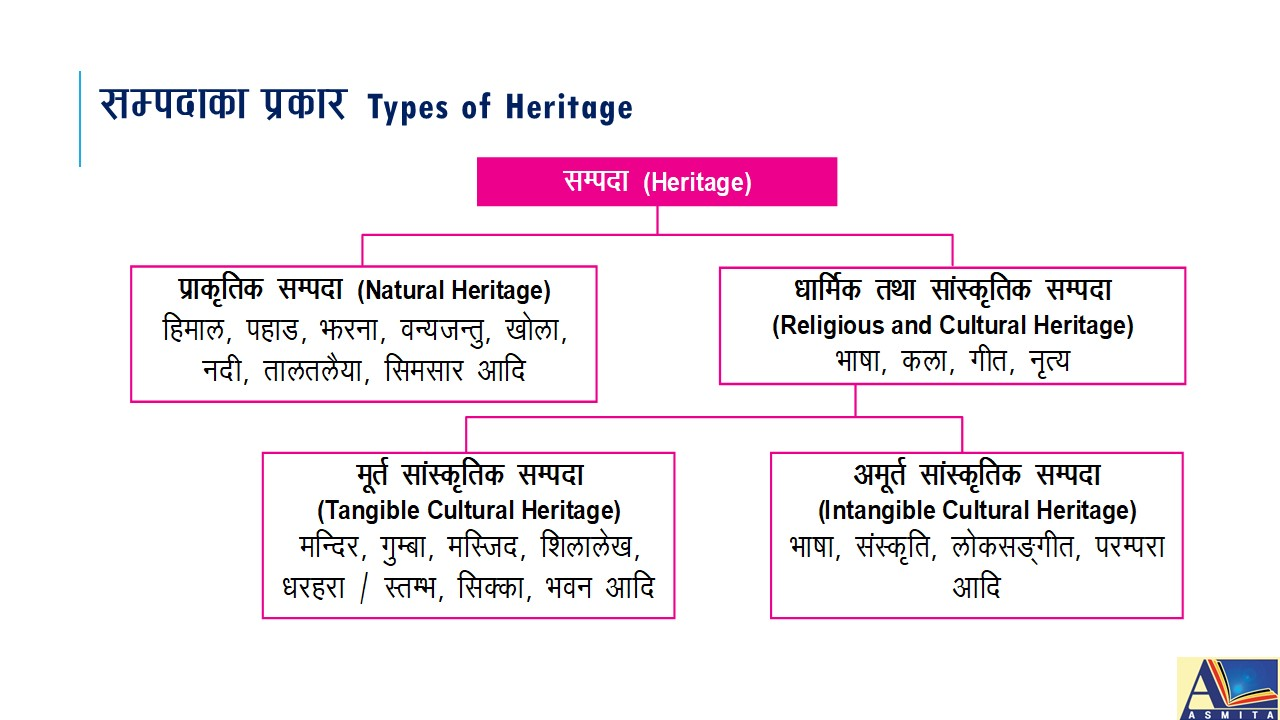 सम्पदाका प्रकार Types of Heritage
सम्पदा (Heritage)
प्राकृतिक सम्पदा (Natural Heritage)
हिमाल, पहाड, झरना, वन्यजन्तु, खोला,
नदी, तालतलैया, सिमसार आदि
धार्मिक तथा सांस्कृतिक सम्पदा
(Religious and Cultural Heritage)
भाषा, कला, गीत, नृत्य
मूर्त सांस्कृतिक सम्पदा
(Tangible Cultural Heritage)
मन्दिर, गुम्बा, मस्जिद, शिलालेख,
धरहरा / स्तम्भ, सिक्का, भवन आदि
अमूर्त सांस्कृतिक सम्पदा
(Intangible Cultural Heritage)
भाषा, संस्कृति, लोकसङ्गीत, परम्परा
आदि
ASMITA